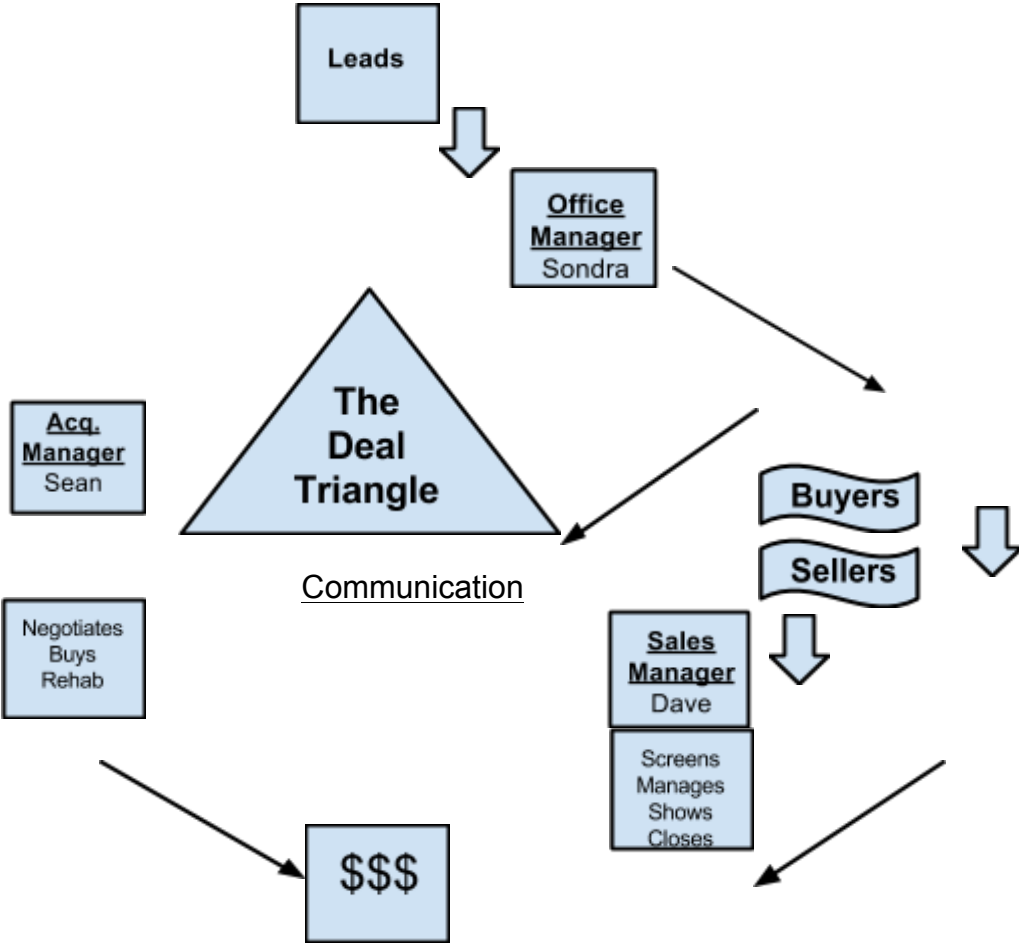 Leads
Office
Manager
Sondra
The
Deal
Triangle
Acq.
Manager
Sean
Buyers
Sellers
Communication
Negotiates
Buys
Rehab
Sales
Manager
Dave
Screens
Manages
Shows
Closes
$$$